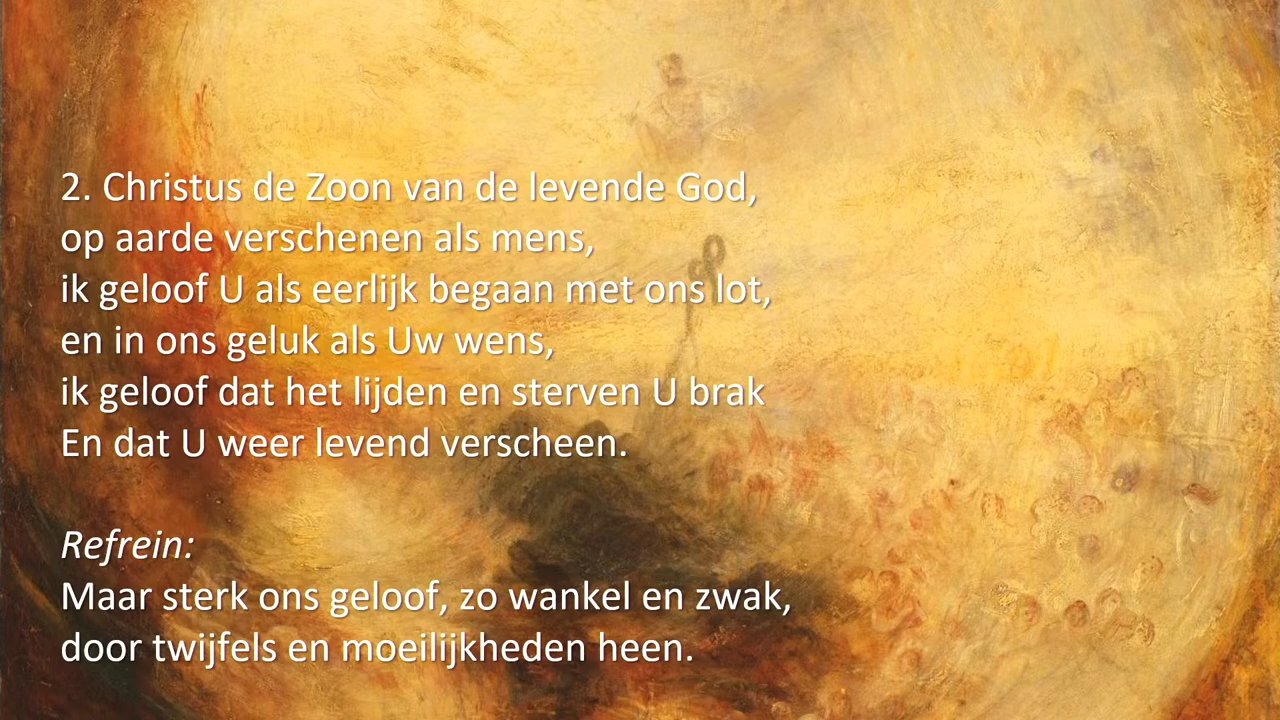 2. Christus de Zoon van de levende God,
op aarde verschenen als mens,
ik geloof U als eerlijk begaan met ons lot,
en in ons geluk als Uw wens,
ik geloof dat het lijden en sterven U brak
En dat U weer levend verscheen.
Refrein:
Maar sterk ons geloof, zo wankel en zwak,
door twijfels en moeilijkheden heen.